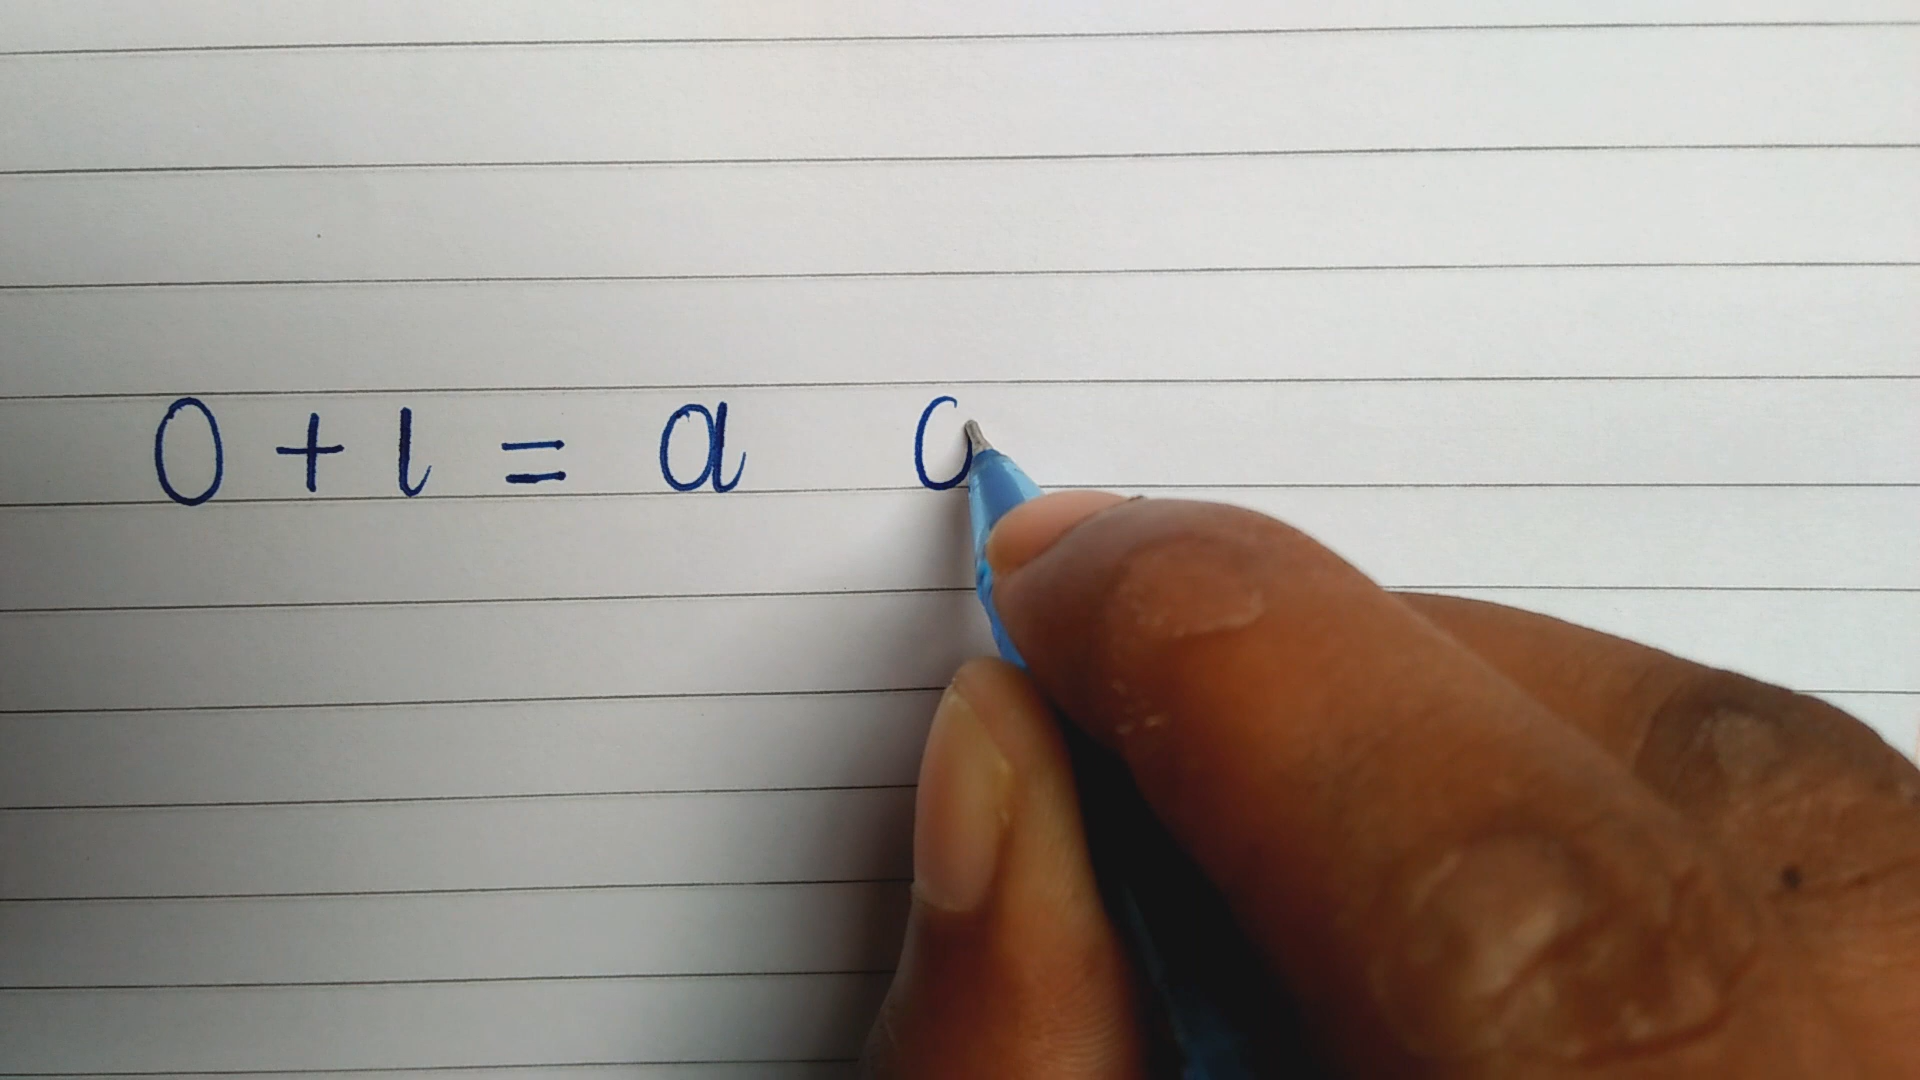 0 + l = a a